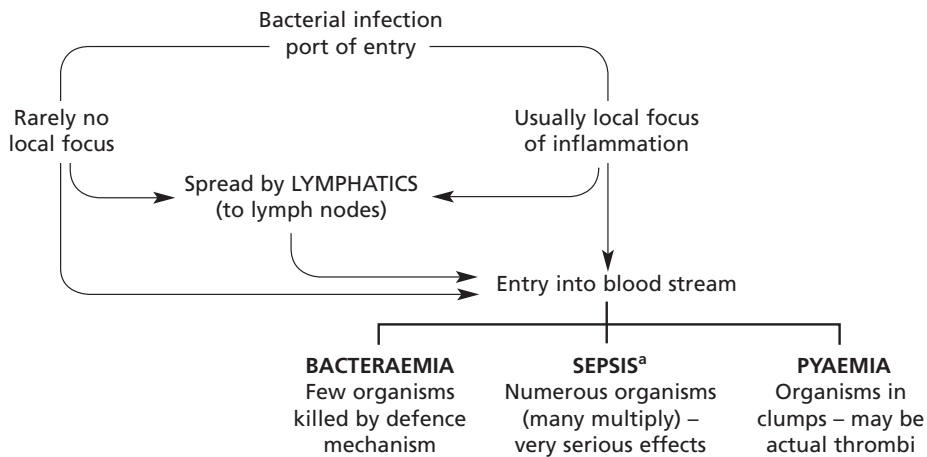 Bacterial infection
port of entry
Rarely no
local focus
Usually local focus
of inflammation
Spread by LYMPHATICS
(to lymph nodes)
Entry into blood stream
BACTERAEMIA
Few organisms
killed by defence
mechanism
SEPSISᵃ
Numerous organisms
(many multiply) –
very serious effects
PYAEMIA
Organisms in
clumps – may be
actual thrombi